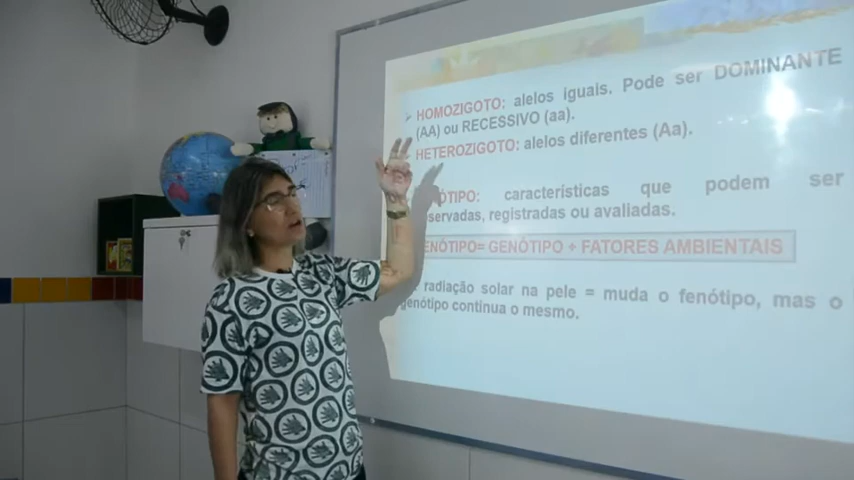 HOMOZIGOTO: alelos iguais. Pode ser DOMINANTE
(AA) ou RECESSIVO (aa).
HETEROZIGOTO: alelos diferentes (Aa).
características que podem ser
registradas ou avaliadas.
= GENÓTIPO + FATORES AMBIENTAIS
radiação solar na pele = muda o fenótipo, mas o
genótipo continua o mesmo.